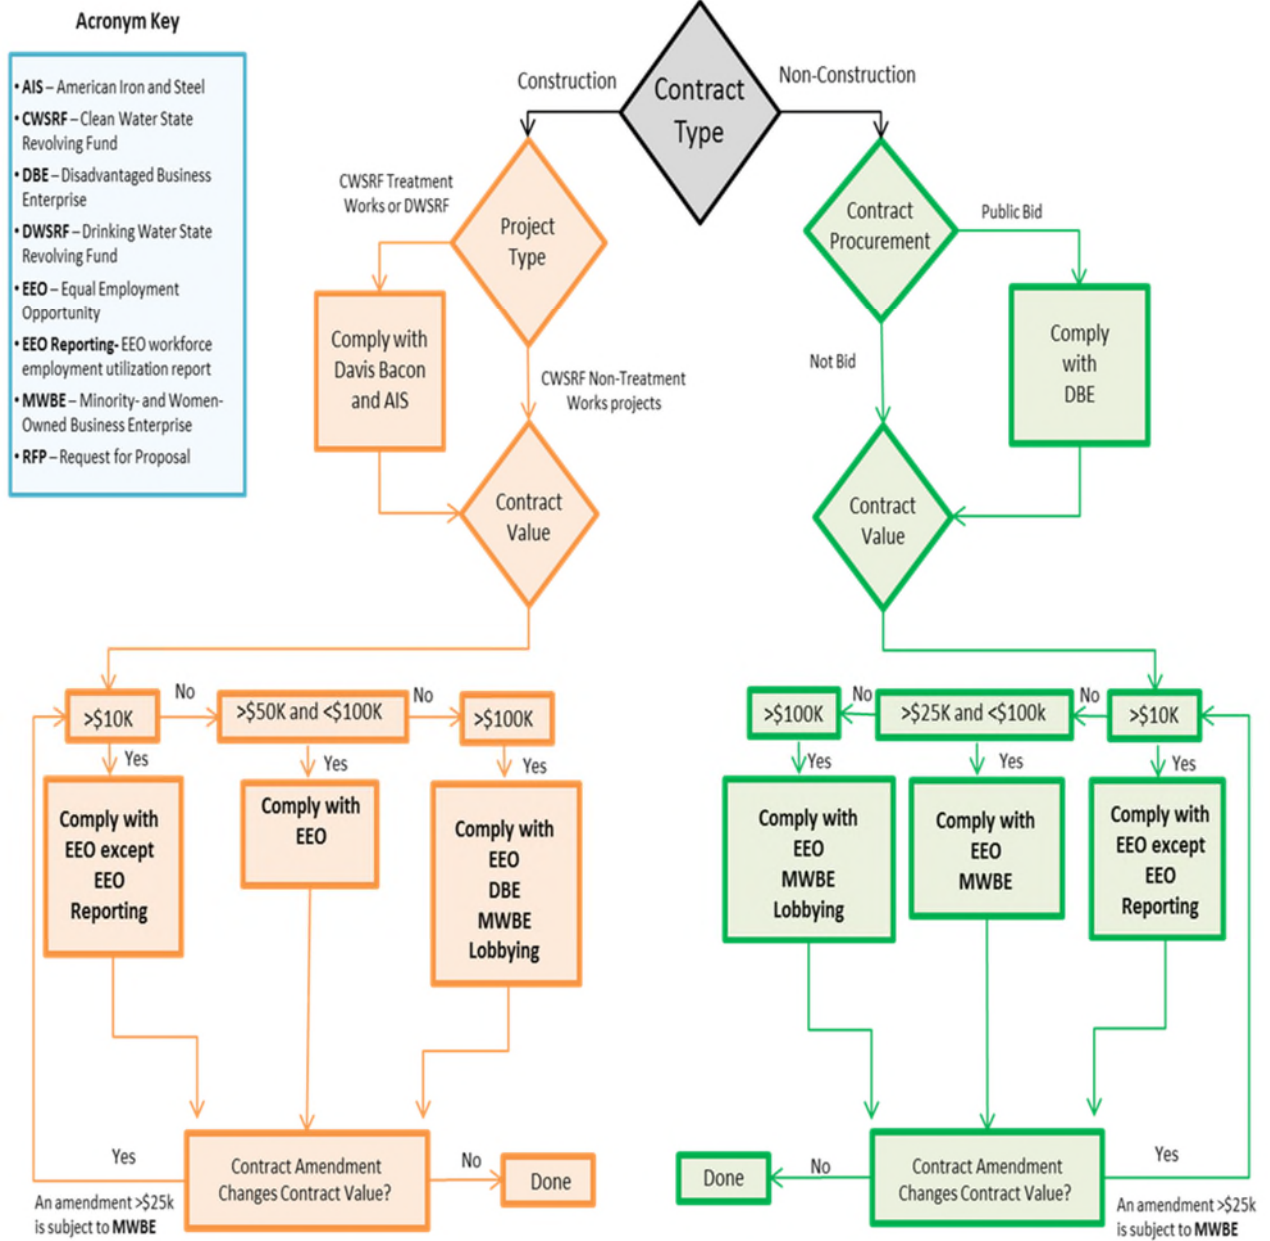 Acronym Key
• AIS – American Iron and Steel
• CWSRF – Clean Water State
Revolving Fund
• DBE – Disadvantaged Business
Enterprise
• DWSRF – Drinking Water State
Revolving Fund
• EEO – Equal Employment
Opportunity
• EEO Reporting- EEO workforce
employment utilization report
• MWBE – Minority- and Women-
Owned Business Enterprise
• RFP – Request for Proposal
Contract
Type
Construction
Non-Construction
CWSRF Treatment
Works or DWSRF
Project
Type
Comply with
Davis Bacon
and AIS
CWSRF Non-Treatment
Works projects
Contract
Value
Contract
Procurement
Public Bid
Comply
with
DBE
Not Bid
Contract
Value
>$10K
No
>$50K and <$100K
No
>$100K
Yes
Yes
Yes
Comply with
EEO except
EEO
Reporting
Comply with
EEO
Comply with
EEO
DBE
MWBE
Lobbying
Contract Amendment
Changes Contract Value?
Yes
No
Done
An amendment >$25k
is subject to MWBE
>$100K
No
>$25K and <$100k
No
>$10K
Yes
Yes
Yes
Comply with
EEO
MWBE
Lobbying
Comply with
EEO
MWBE
Comply with
EEO except
EEO
Reporting
Done
No
Contract Amendment
Changes Contract Value?
Yes
An amendment >$25k
is subject to MWBE